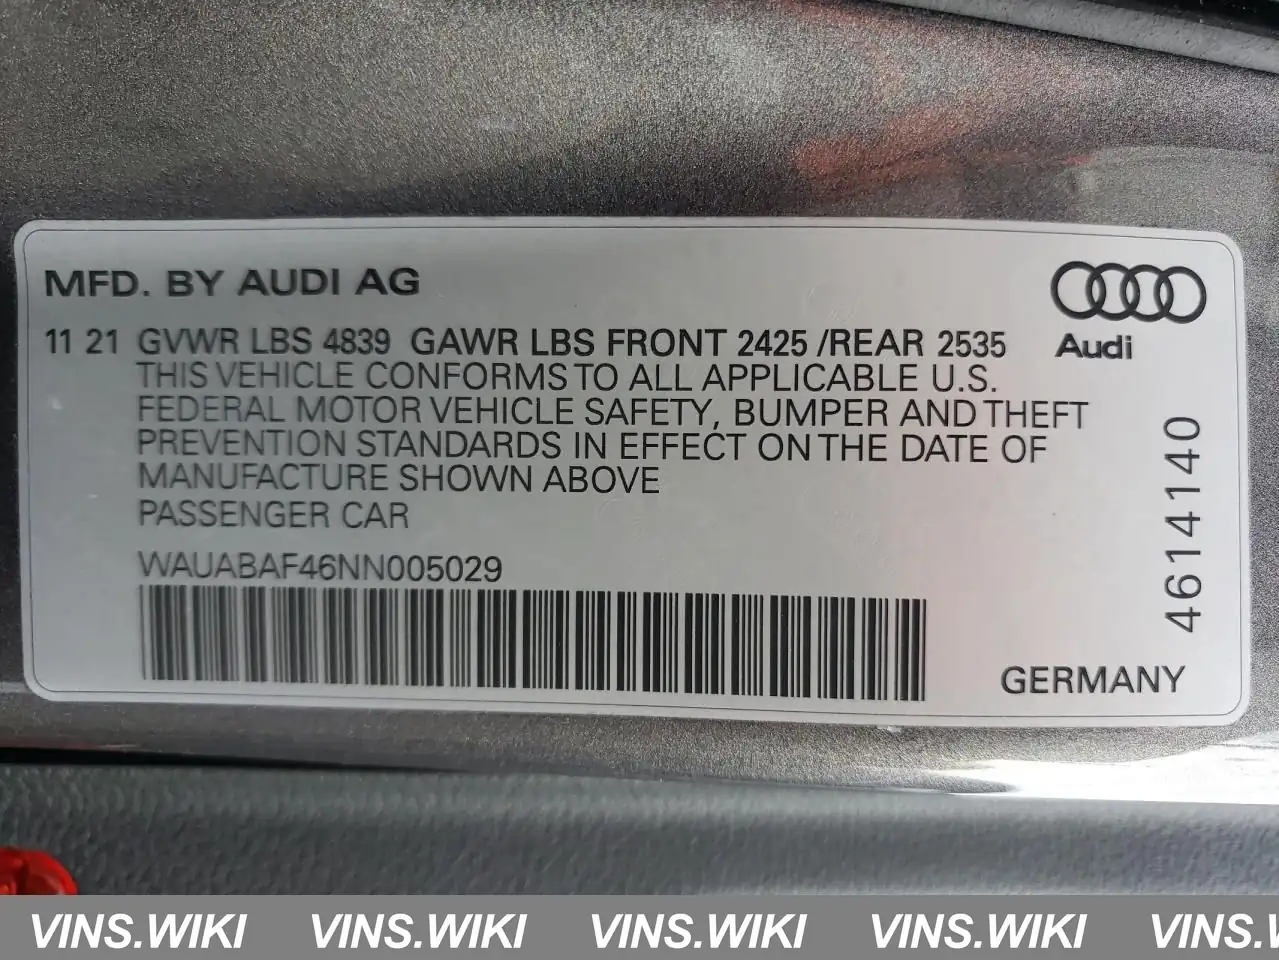 MFD. BY AUDI AG
Audi
11 21 GVWR LBS 4839 GAWR LBS FRONT 2425 /REAR 2535
THIS VEHICLE CONFORMS TO ALL APPLICABLE U.S.
FEDERAL MOTOR VEHICLE SAFETY, BUMPER AND THEFT
PREVENTION STANDARDS IN EFFECT ON THE DATE OF
MANUFACTURE SHOWN ABOVE
PASSENGER CAR
WAUABAF46NN005029
4614140
GERMANY
VINS.WIKI VINS.WIKI VINS.WIKI VINS.WIKI VINS.W